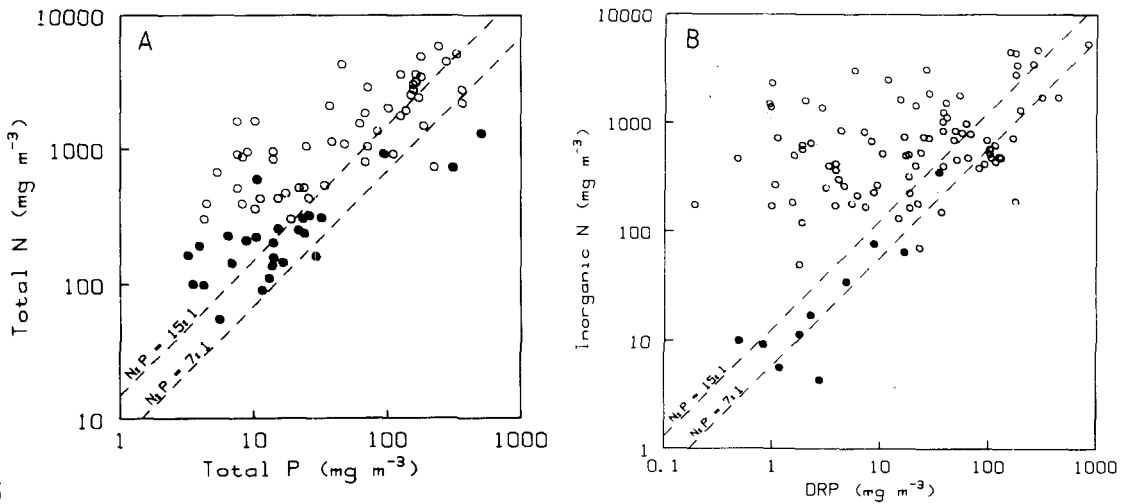 A
Total N (mg m⁻³)
10000
1000
100
10
N:P = 15:1
N:P = 7:1
1
10
100
1000
Total P (mg m⁻³)
B
Inorganic N (mg m⁻³)
10000
1000
100
10
1
N:P = 15:1
N:P = 7:1
0.1
1
10
100
1000
DRP (mg m⁻³)